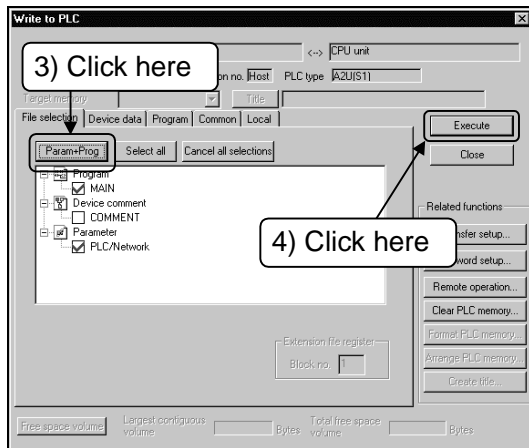 Write to PLC
3) Click here
<--> CPU unit
on no. Host PLC type A2U(S1)
Target memory Title
File selection Device data Program Common Local
Param+Prog Select all Cancel all selections
Execute
Close
Program
MAIN
Device comment
COMMENT
Parameter
PLC/Network
4) Click here
Related functions
nsfer setup...
word setup...
Remote operation...
Clear PLC memory...
Format PLC memory...
Arrange PLC memory...
Create title...
Extension file register
Block no. 1
Free space volume
Largest contiguous volume Bytes
Total free space volume Bytes